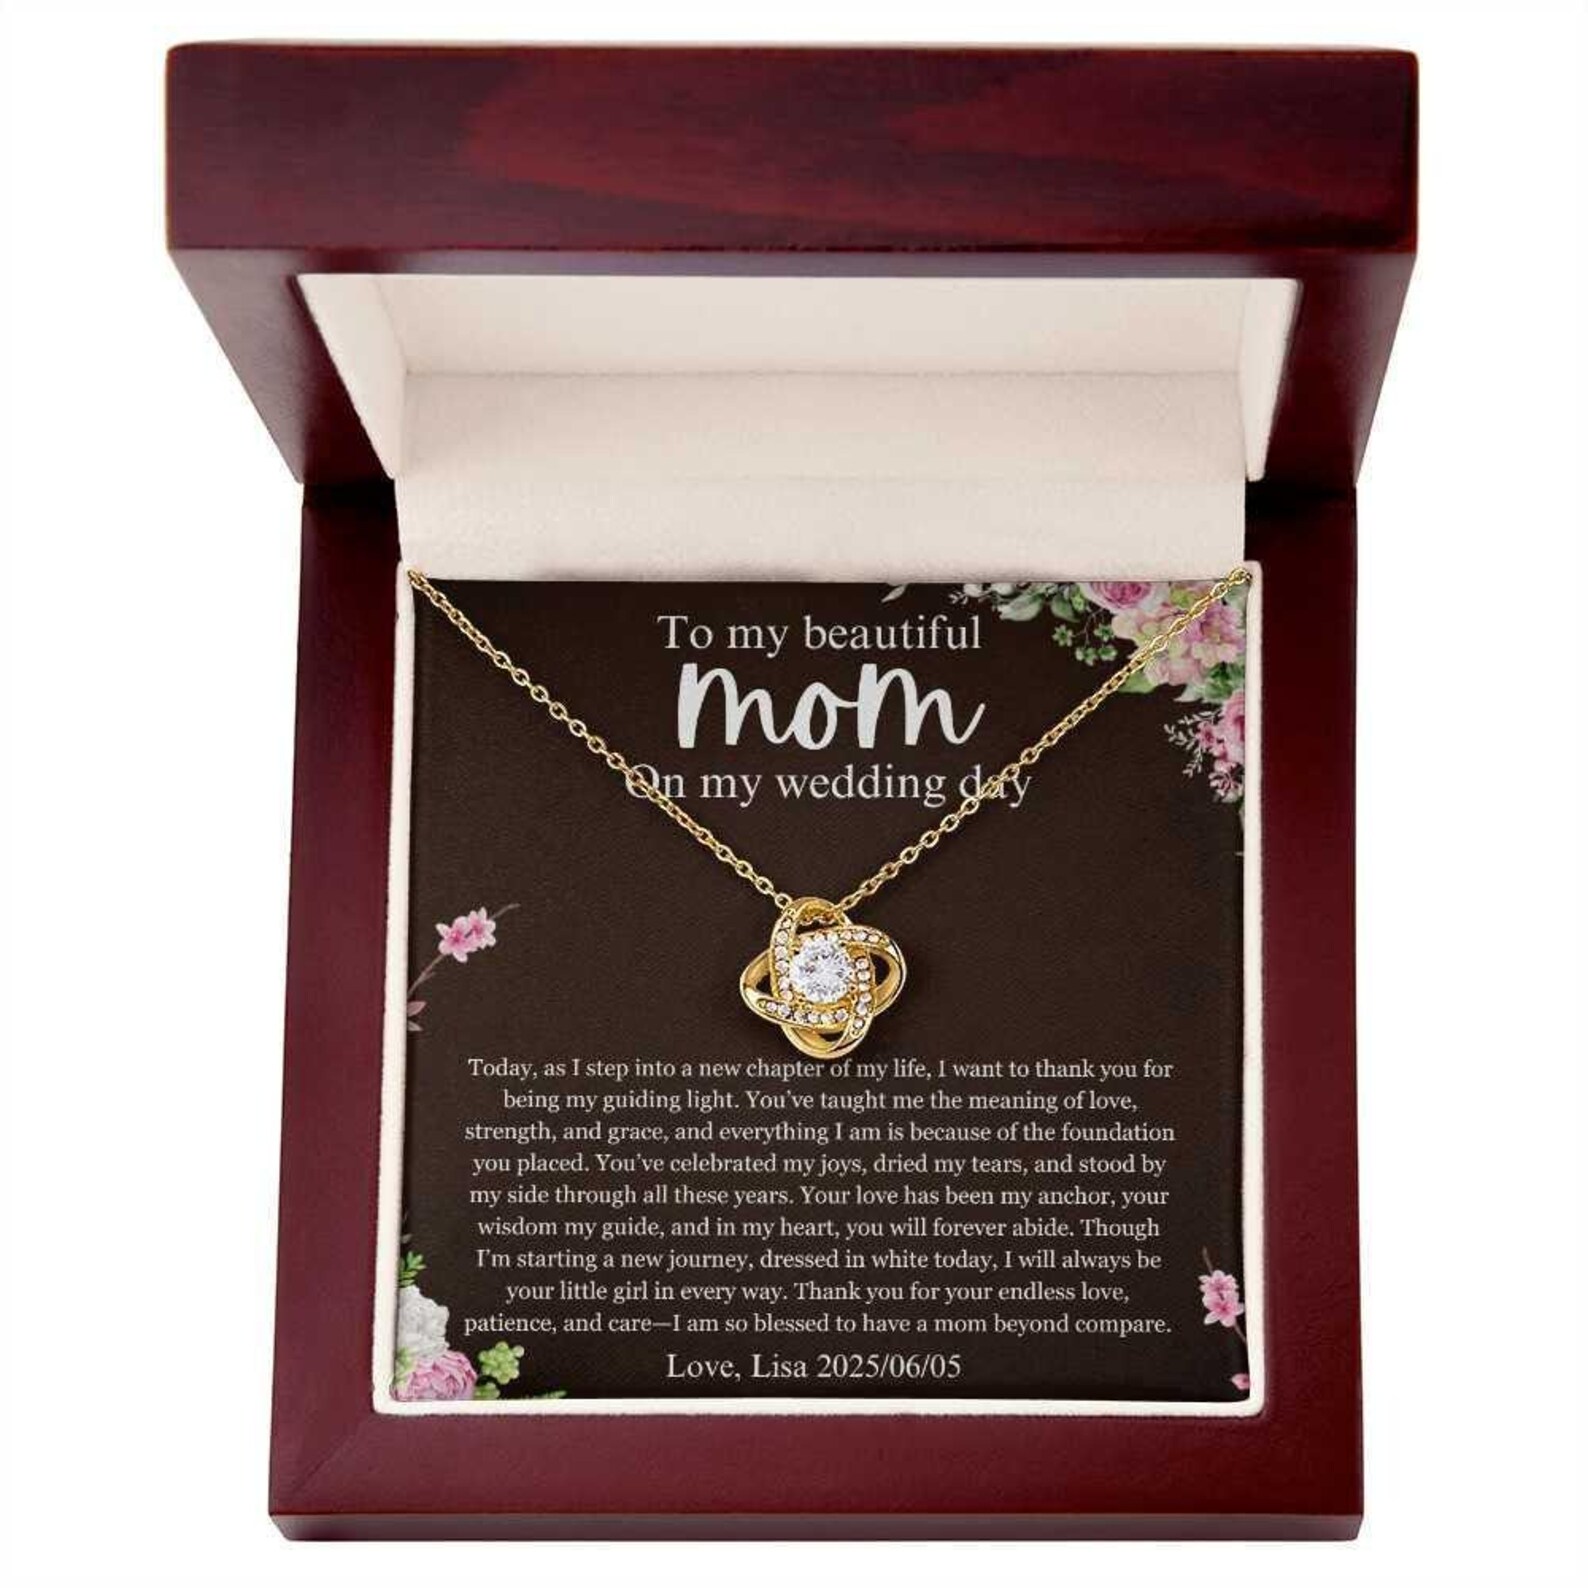 To my beautiful
Mom
On my wedding day
Today, as I step into a new chapter of my life, I want to thank you for
being my guiding light. You’ve taught me the meaning of love,
strength, and grace, and everything I am is because of the foundation
you placed. You’ve celebrated my joys, dried my tears, and stood by
my side through all these years. Your love has been my anchor, your
wisdom my guide, and in my heart, you will forever abide. Though
I’m starting a new journey, dressed in white today, I will always be
your little girl in every way. Thank you for your endless love,
patience, and care—I am so blessed to have a mom beyond compare.
Love, Lisa 2025/06/05